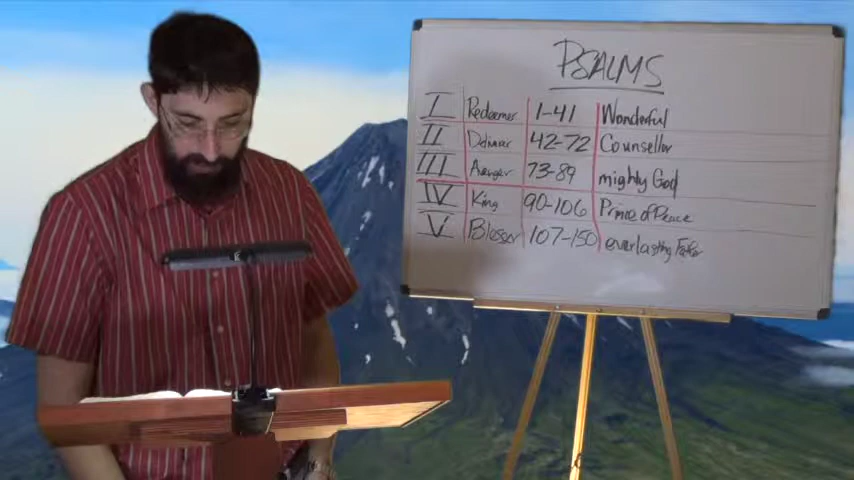 PSALMS
I Redeemer 1-41 Wonderful
II Deliverer 42-72 Counsellor
III Avenger 73-89 mighty God
IV King 90-106 Prince of Peace
V Blesser 107-150 everlasting Father